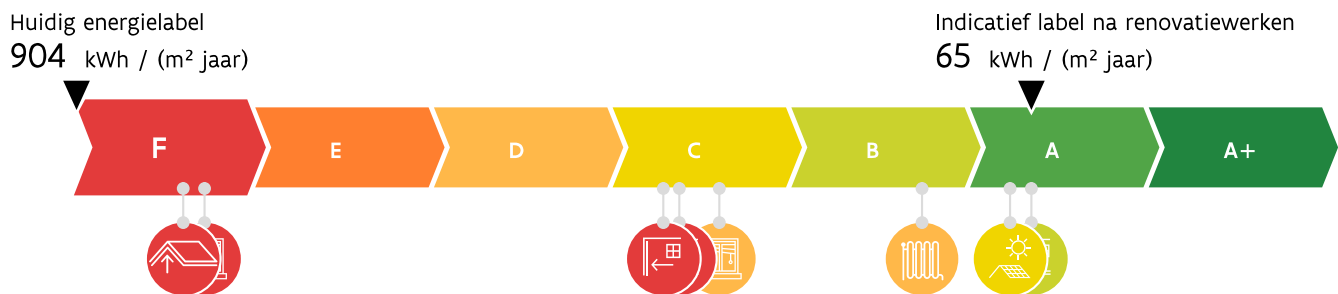 Huidig energielabel
904 kWh / (m² jaar)
Indicatief label na renovatiewerken
65 kWh / (m² jaar)
F E D C B A A+